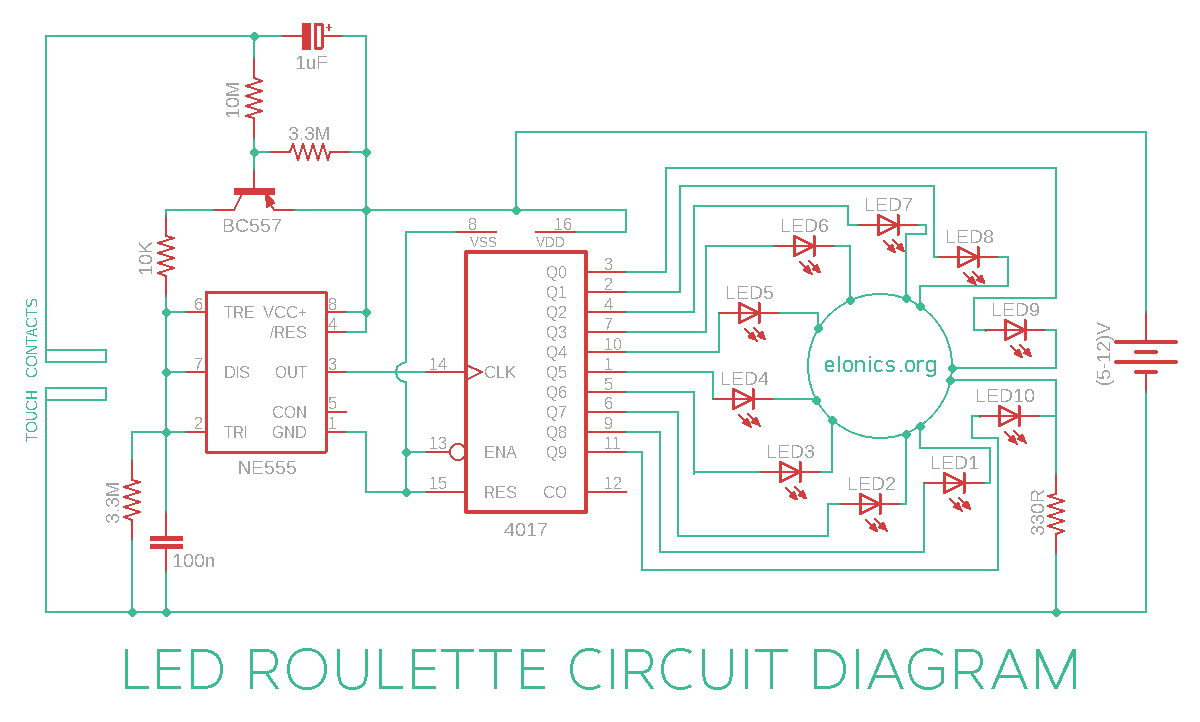 +
1uF
10M
3.3M
BC557
10K
TOUCH CONTACTS
6 TRE VCC+ 8
/RES 4
7 DIS OUT 3
CON 5
2 TRI GND 1
NE555
3.3M
100n
8 16
VSS VDD
Q0 3
Q1 2
Q2 4
Q3 7
Q4 10
14 CLK Q5 1
Q6 5
Q7 6
13 ENA Q8 9
Q9 11
15 RES CO 12
4017
LED7
LED6
LED8
LED5
LED9
elonics.org
LED4
LED10
LED3
LED1
LED2
330R
(5-12)V
LED ROULETTE CIRCUIT DIAGRAM